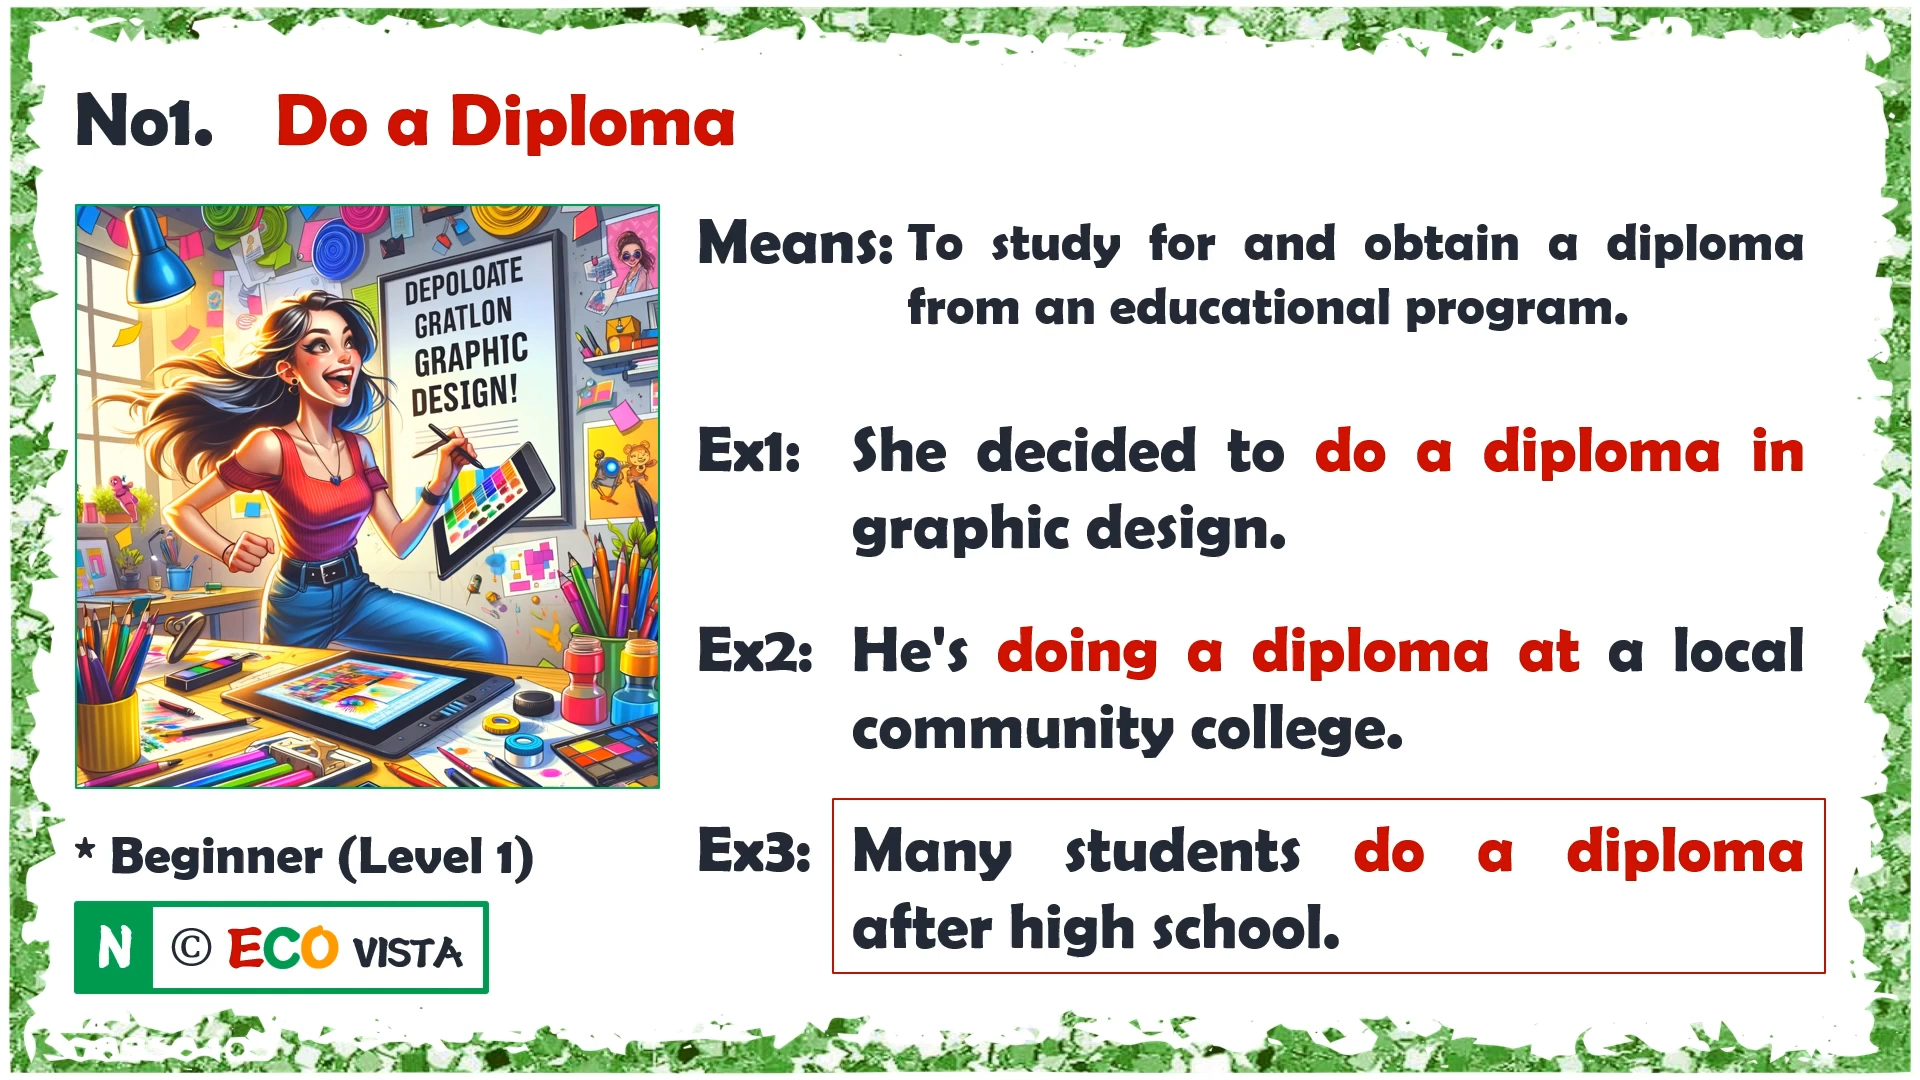 No1. Do a Diploma
DEPOLOATE
GRATLON
GRAPHIC
DESIGN!
Means: To study for and obtain a diploma
from an educational program.
Ex1: She decided to do a diploma in
graphic design.
Ex2: He's doing a diploma at a local
community college.
Ex3: Many students do a diploma
after high school.
* Beginner (Level 1)
N © ECO VISTA